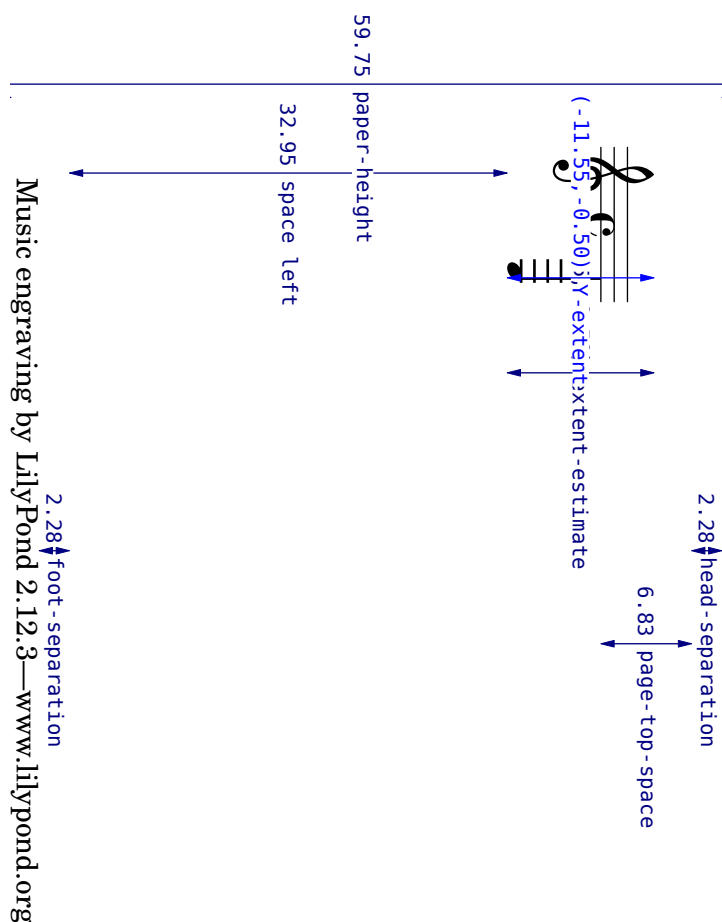 2.28 head-separation
6.83 page-top-space
(-11.55,-0.50) Y-extent
extent-estimate
59.75 paper-height
32.95 space left
2.28 foot-separation
Music engraving by LilyPond 2.12.3—www.lilypond.org